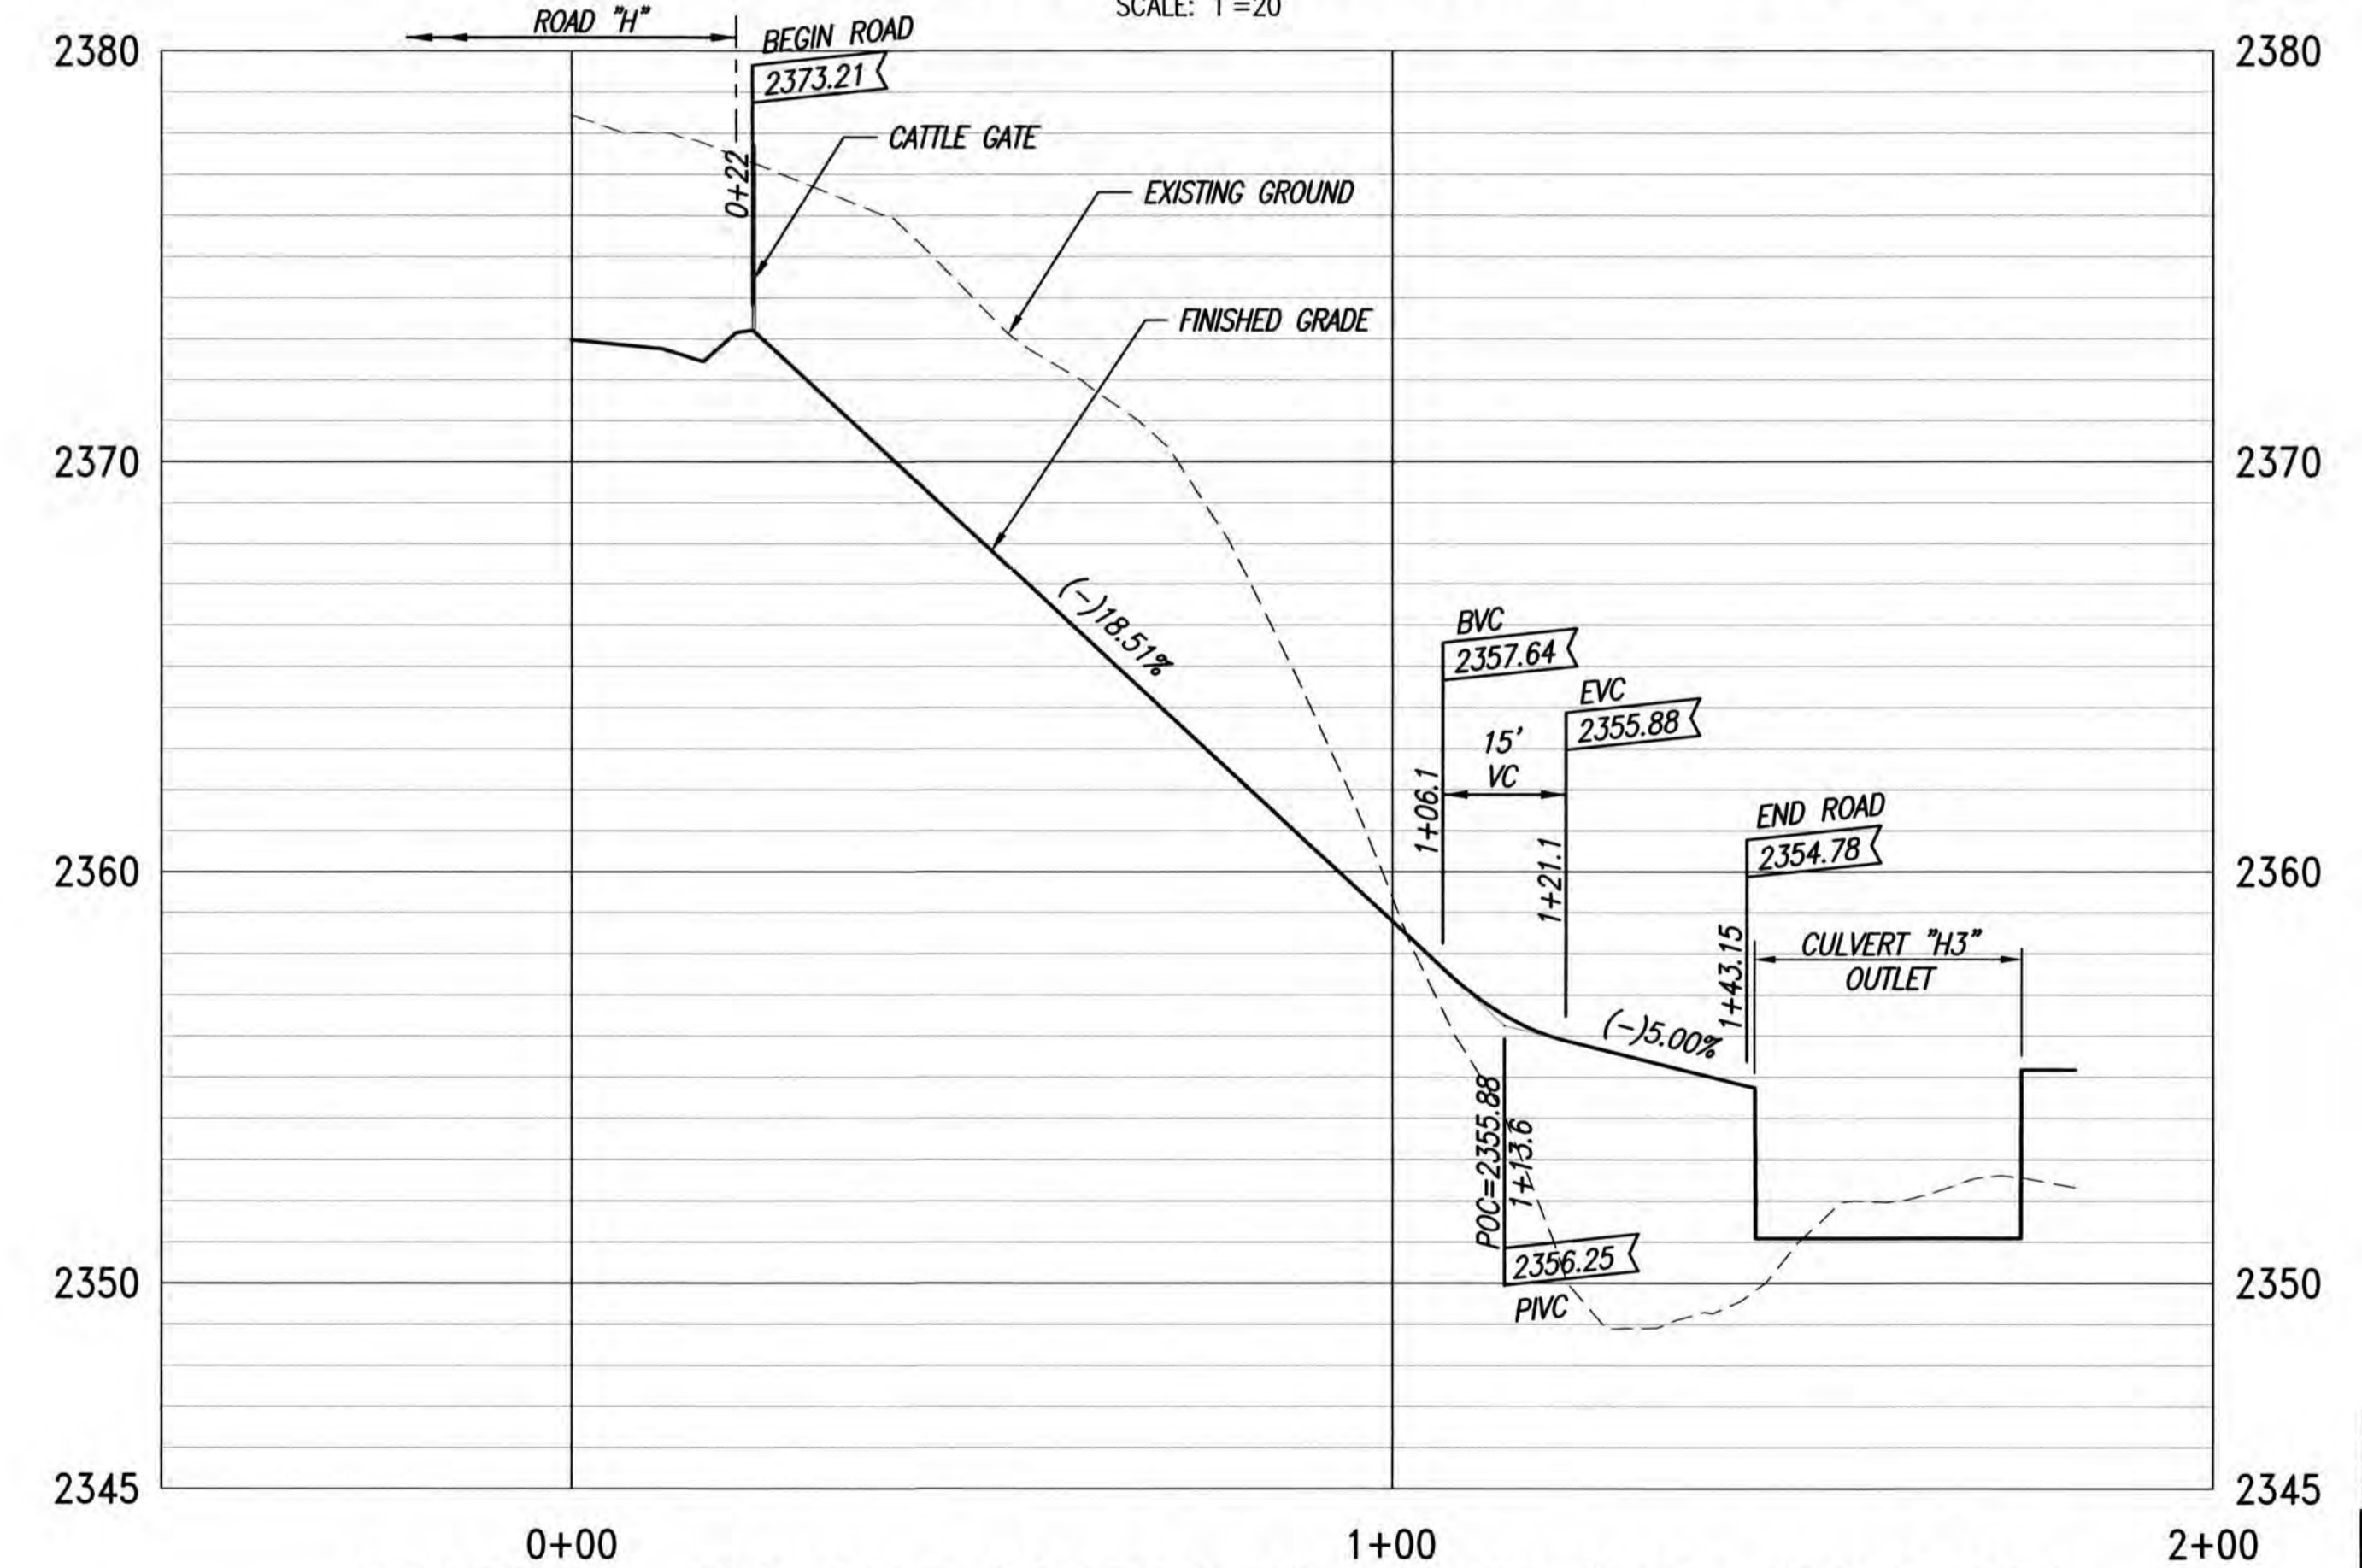 SCALE: 1"=20'
ROAD "H"
BEGIN ROAD
2373.21
2380
2380
CATTLE GATE
0+22
EXISTING GROUND
FINISHED GRADE
2370
2370
(-)18.51%
BVC
2357.64
EVC
2355.88
15'
VC
1+06.1
1+21.1
END ROAD
2354.78
2360
2360
1+43.15
CULVERT "H3"
OUTLET
(-)5.00%
POC=2355.88
1+13.6
2356.25
PIVC
2350
2350
2345
2345
0+00
1+00
2+00